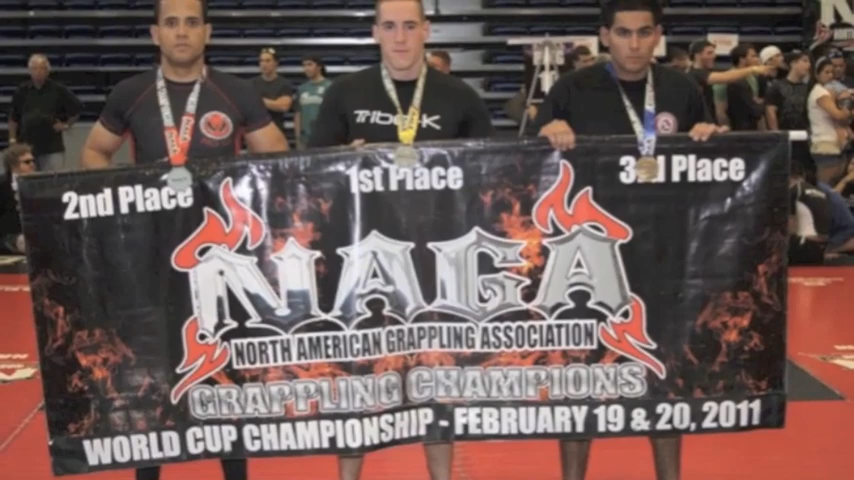 Tribe-K
2nd Place
1st Place
3rd Place
NAGA
NORTH AMERICAN GRAPPLING ASSOCIATION
GRAPPLING CHAMPIONS
WORLD CUP CHAMPIONSHIP - FEBRUARY 19 & 20, 2011